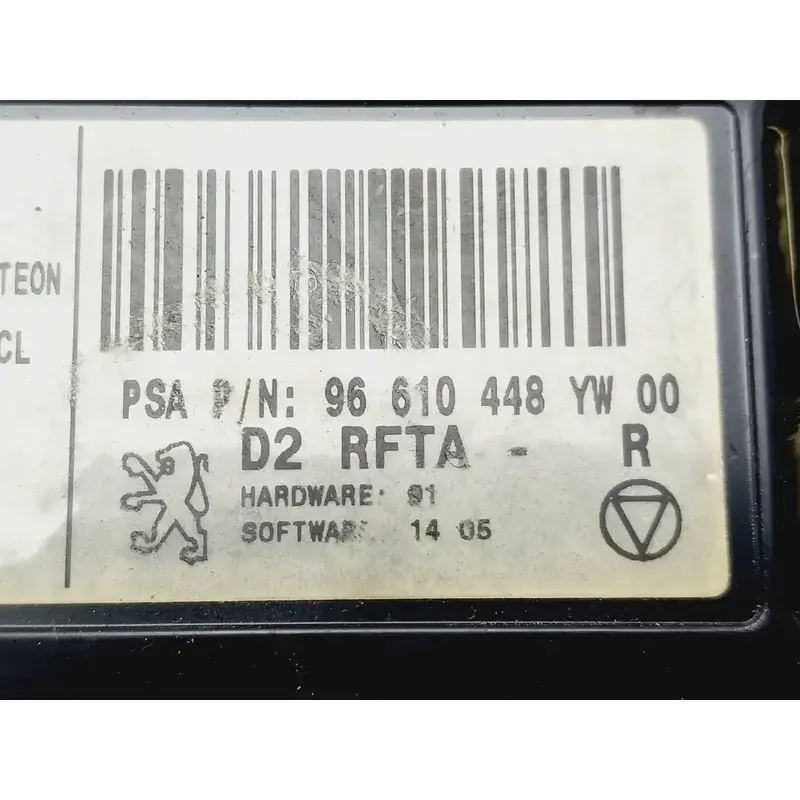 TEON
CL
PSA P/N: 96 610 448 YW 00
D2 RFTA - R
HARDWARE: 01
SOFTWARE 14 05